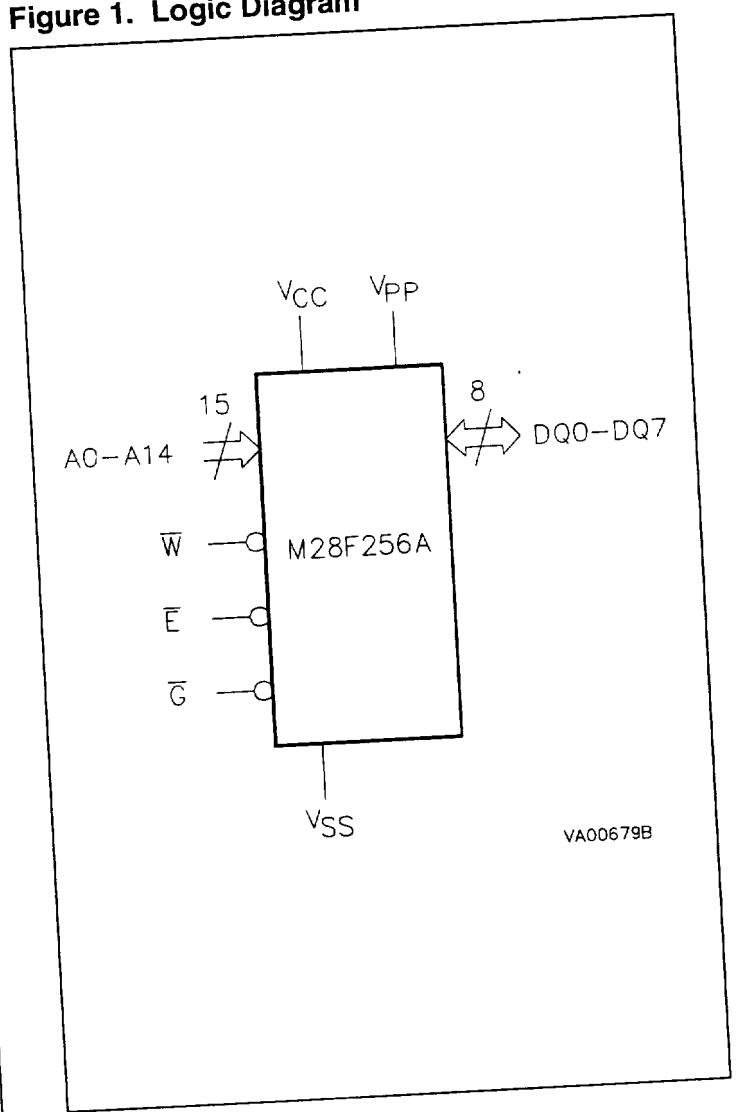 Figure 1. Logic Diagram
VCC VPP
15
8
A0-A14
DQ0-DQ7
W̅
M28F256A
E̅
G̅
VSS
VA00679B